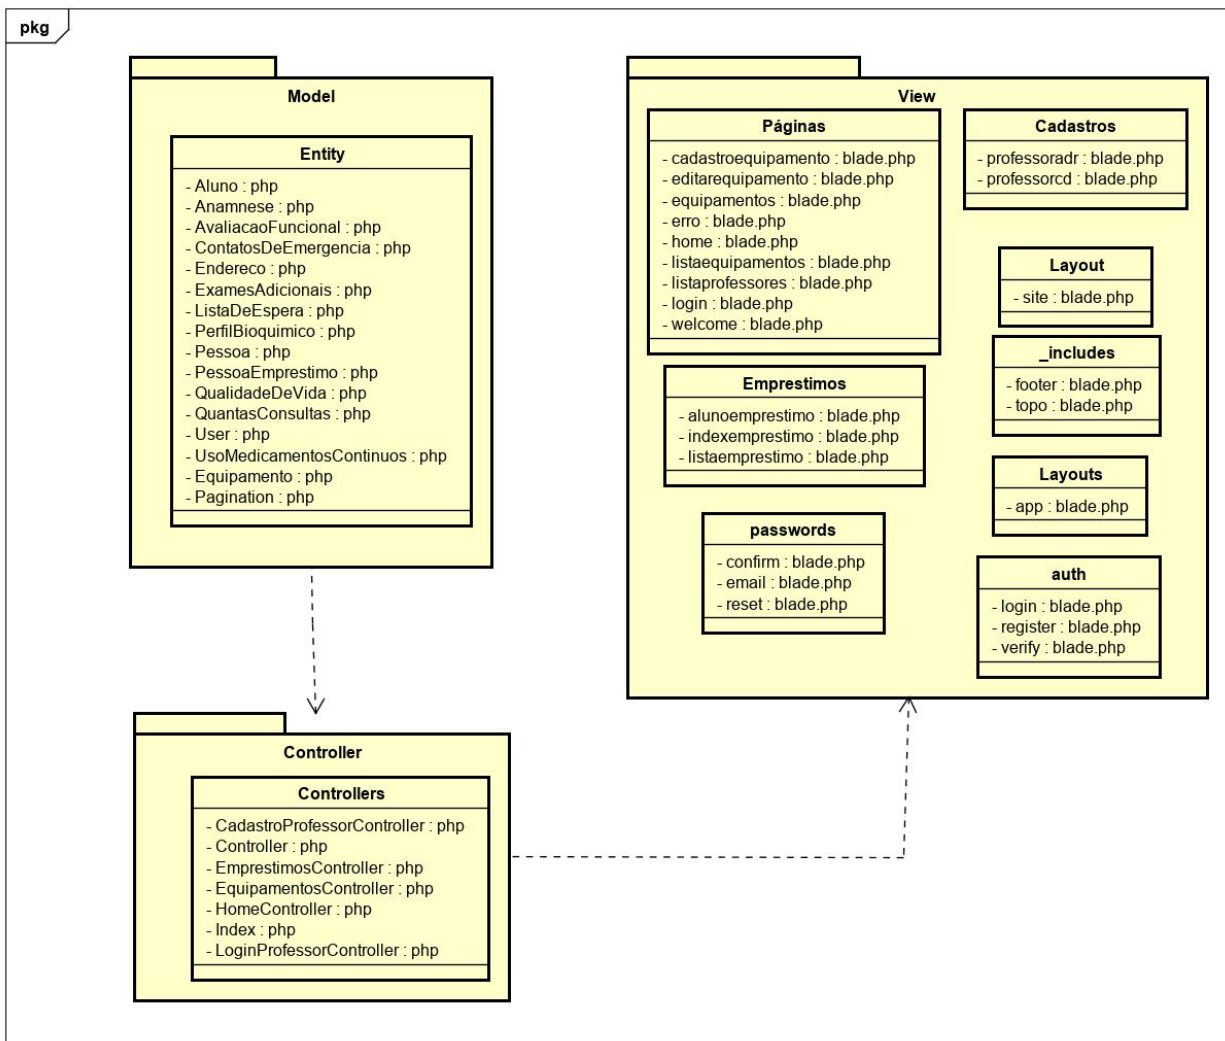 pkg
Model
Entity
- Aluno : php
- Anamnese : php
- AvaliacaoFuncional : php
- ContatosDeEmergencia : php
- Endereco : php
- ExamesAdicionais : php
- ListaDeEspera : php
- PerfilBioquimico : php
- Pessoa : php
- PessoaEmprestimo : php
- QualidadeDeVida : php
- QuantasConsultas : php
- User : php
- UsoMedicamentosContinuos : php
- Equipamento : php
- Pagination : php
View
Páginas
- cadastroequipamento : blade.php
- editarequipamento : blade.php
- equipamentos : blade.php
- erro : blade.php
- home : blade.php
- listaequipamentos : blade.php
- listaprofessores : blade.php
- login : blade.php
- welcome : blade.php
Cadastros
- professoradr : blade.php
- professorcd : blade.php
Layout
- site : blade.php
_includes
- footer : blade.php
- topo : blade.php
Emprestimos
- alunoemprestimo : blade.php
- indexemprestimo : blade.php
- listaemprestimo : blade.php
Layouts
- app : blade.php
passwords
- confirm : blade.php
- email : blade.php
- reset : blade.php
auth
- login : blade.php
- register : blade.php
- verify : blade.php
Controller
Controllers
- CadastroProfessorController : php
- Controller : php
- EmprestimosController : php
- EquipamentosController : php
- HomeController : php
- Index : php
- LoginProfessorController : php